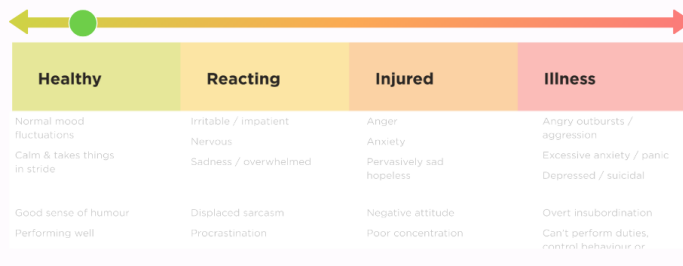 Healthy
Reacting
Injured
Illness
Normal mood
fluctuations
Calm & takes things
in stride
Good sense of humour
Performing well
Irritable / impatient
Nervous
Sadness / overwhelmed
Displaced sarcasm
Procrastination
Anger
Anxiety
Pervasively sad
hopeless
Negative attitude
Poor concentration
Angry outbursts /
aggression
Excessive anxiety / panic
Depressed / suicidal
Overt insubordination
Can't perform duties,
control behaviour or